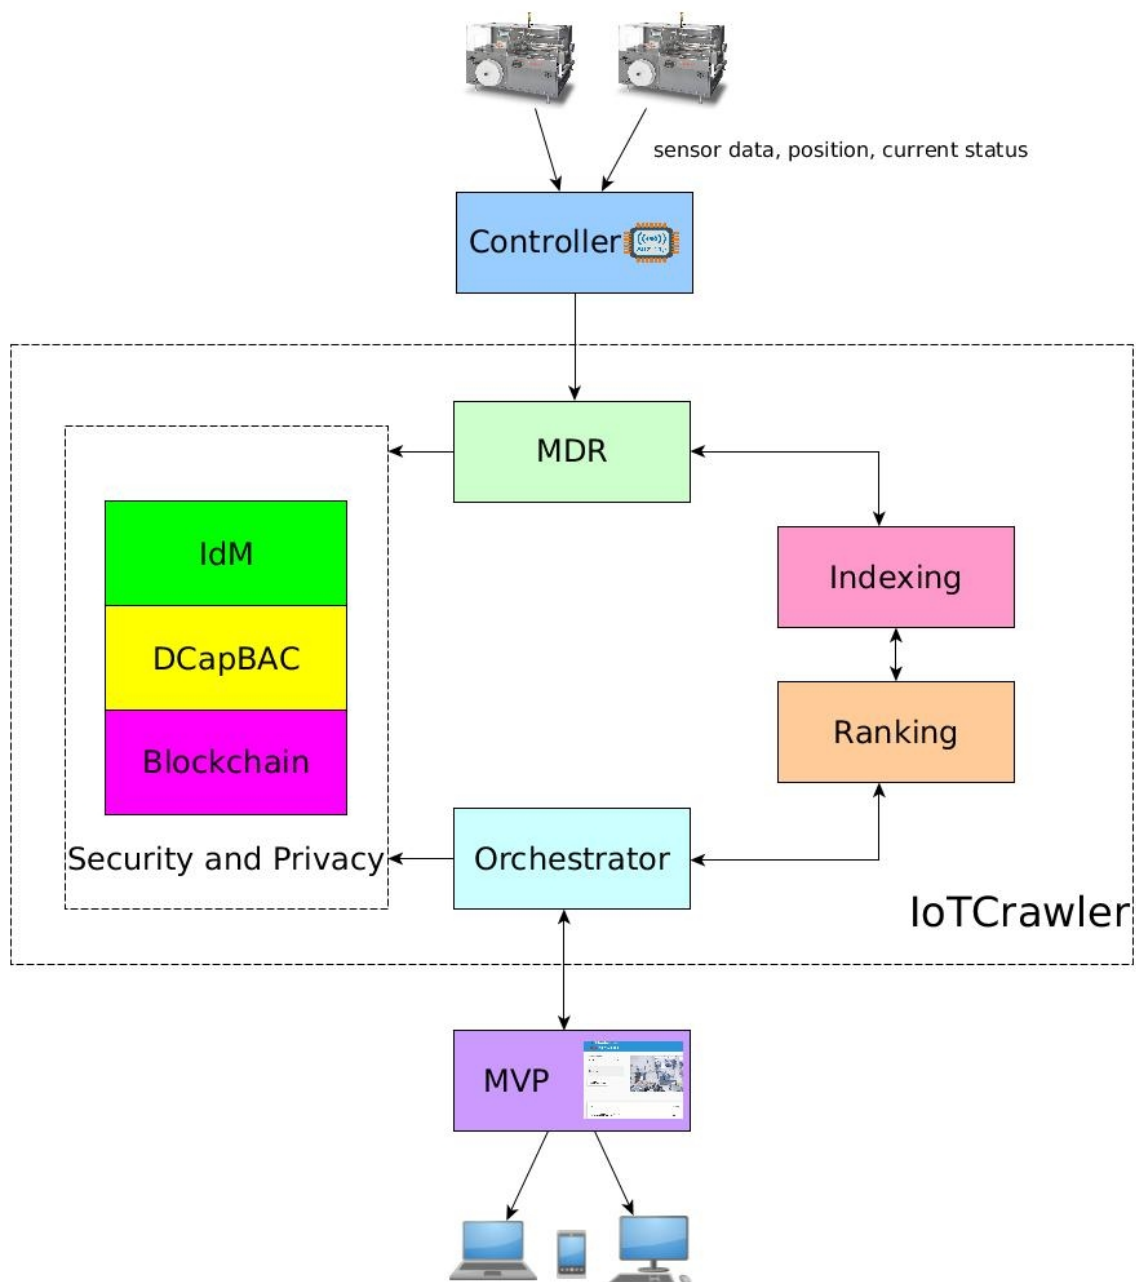 sensor data, position, current status
Controller
MDR
IdM
Indexing
DCapBAC
Ranking
Blockchain
Security and Privacy
Orchestrator
IoTCrawler
MVP